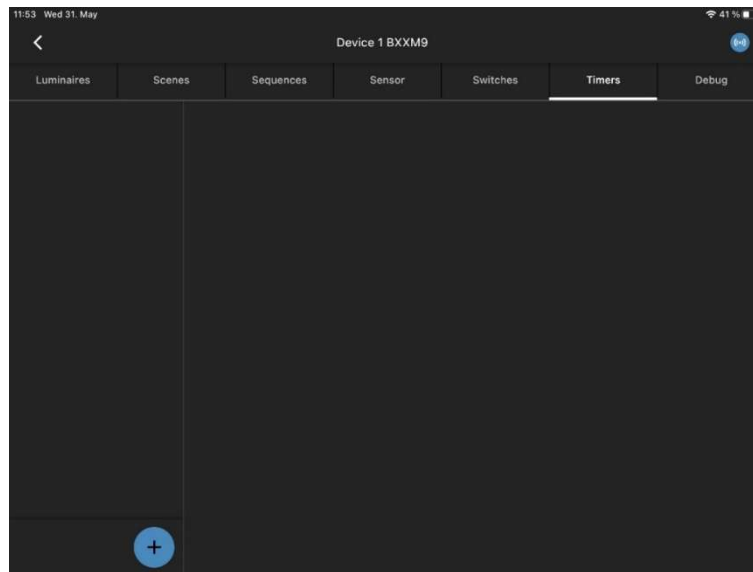 11:53 Wed 31. May 41 %
Device 1 BXXM9
Luminaires Scenes Sequences Sensor Switches Timers Debug
+